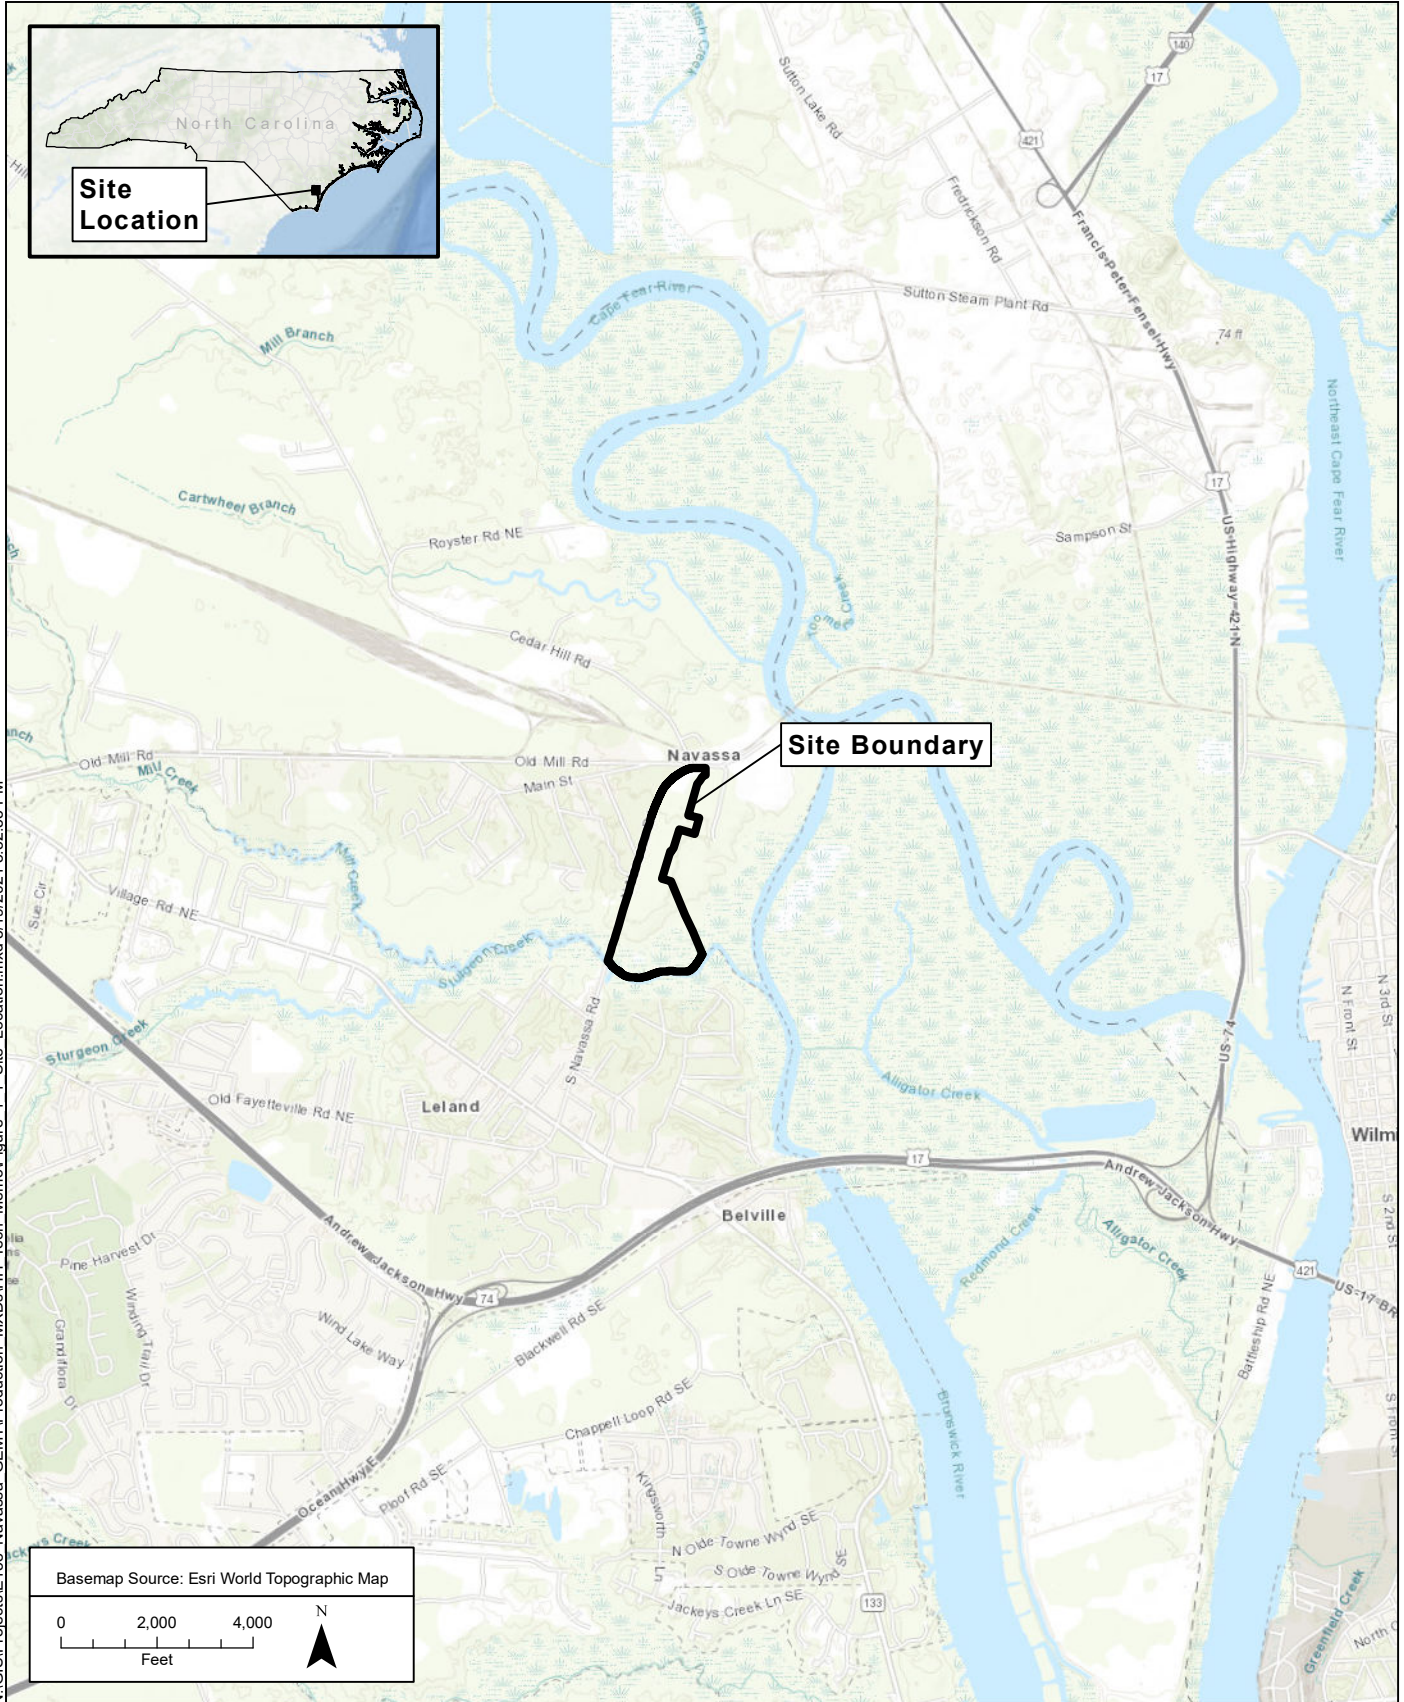 North Carolina
Site
Location
Sutton Lake Rd
140
17
421
Fredrickson Rd
Francis-Peter-Fensel-Hwy
Cape Fear River
Sutton Steam Plant Rd
Mill Branch
74 ft
Northeast Cape Fear River
Cartwheel Branch
17
Royster Rd NE
Sampson St
US-Highway-421-N
Toomers Creek
Cedar Hill Rd
Site Boundary
Navassa
Old Mill Rd
Old Mill Rd
Mill Creek
Main St
Mill Creek
Sue Cir
Village Rd NE
Sturgeon Creek
N 3rd St
N Front St
S Navassa Rd
Sturgeon Creek
US-74
Alligator Creek
Old Fayetteville Rd NE
Leland
Wilm
17
Andrew-Jackson-Hwy
Belville
S 2nd St
Andrew-Jackson-Hwy
Redmond Creek
Alligator Creek
Pine Harvest Dr
421
US-17-BR
74
Winding Trail Dr
Grandiflora Dr
Wind Lake Way
Blackwell Rd SE
Battleship Rd NE
Chappell Loop Rd SE
Brunswick River
S Front St
Ocean-Hwy-E
Ploof Rd SE
Kingsworth Ln
N Olde Towne Wynd SE
S Olde Towne Wynd SE
Jackeys Creek Ln SE
133
Greenfield Creek
Basemap Source: Esri World Topographic Map
0 2,000 4,000
Feet
N